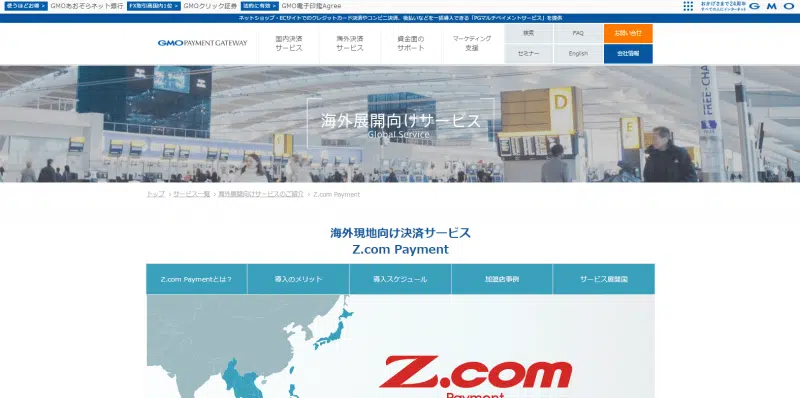 使うほどお得 > GMOあおぞらネット銀行 FX取引高国内1位 > GMOクリック証券 法的に有効 > GMO電子印鑑Agree
おかげさまで24周年
すべての人にインターネット
GMO
ネットショップ・ECサイトでのクレジットカード決済やコンビニ決済、後払いなどを一括導入できる「PGマルチペイメントサービス」を提供
GMO PAYMENT GATEWAY
国内決済
サービス
海外決済
サービス
資金面の
サポート
マーケティング
支援
検索
FAQ
お問い合せ
セミナー
English
会社情報
D
E
FREE-
CHA
海外展開向けサービス
Global Service
トップ > サービス一覧 > 海外展開向けサービスのご紹介 > Z.com Payment
海外現地向け決済サービス
Z.com Payment
Z.com Paymentとは？
導入のメリット
導入スケジュール
加盟店事例
サービス展開国
Z.com
Payment